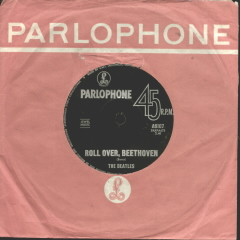 PARLOPHONE
PARLOPHONE
45
R.P.M.
ROLL OVER, BEETHOVEN
THE BEATLES